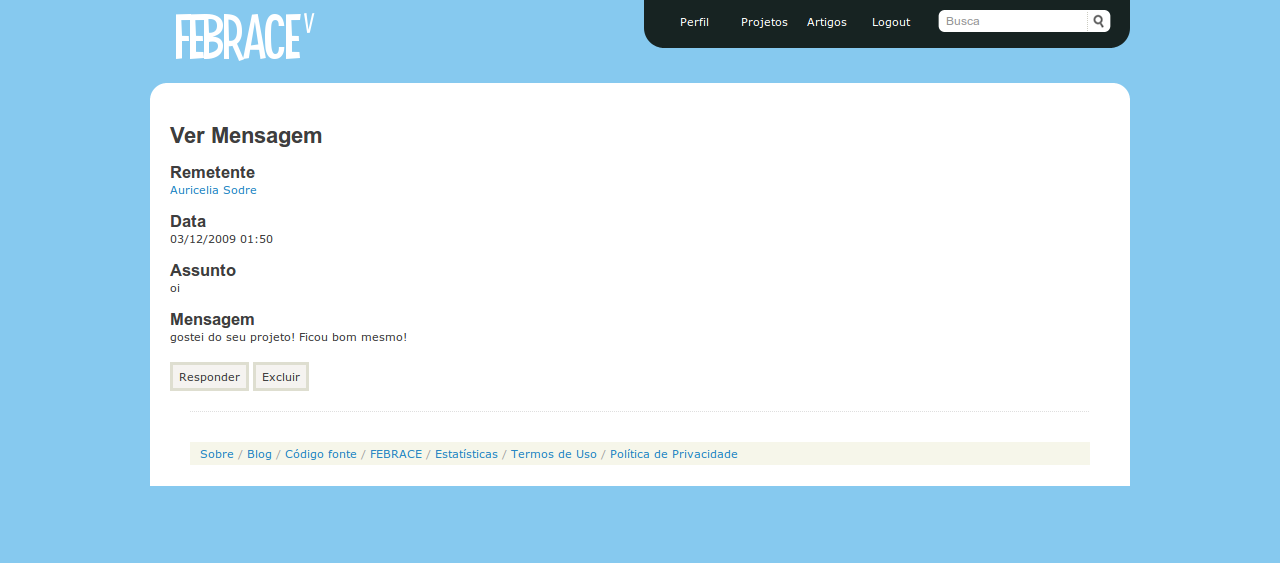 FEBRACE V
Perfil Projetos Artigos Logout Busca
Ver Mensagem
Remetente
Auricelia Sodre
Data
03/12/2009 01:50
Assunto
oi
Mensagem
gostei do seu projeto! Ficou bom mesmo!
Responder Excluir
Sobre / Blog / Código fonte / FEBRACE / Estatísticas / Termos de Uso / Política de Privacidade